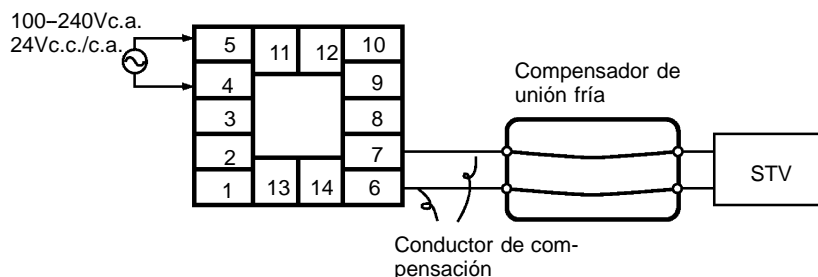 100–240Vc.a.
24Vc.c./c.a.
5
11
12
10
4
9
3
8
2
7
1
13
14
6
Compensador de
unión fría
STV
Conductor de com-
pensación